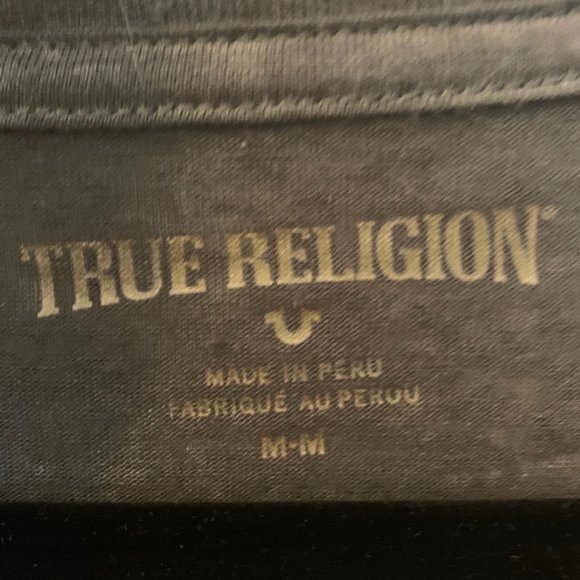 TRUE RELIGION®
MADE IN PERU
FABRIQUÉ AU PEROU
M-M